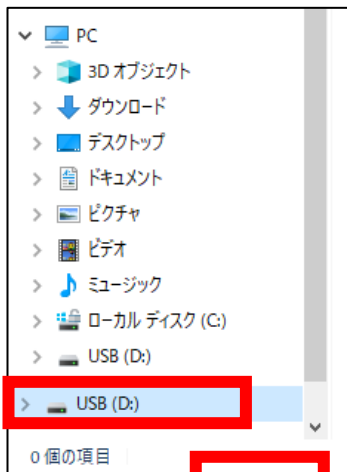 PC
3D オブジェクト
ダウンロード
デスクトップ
ドキュメント
ピクチャ
ビデオ
ミュージック
ローカル ディスク (C:)
USB (D:)
USB (D:)
0 個の項目